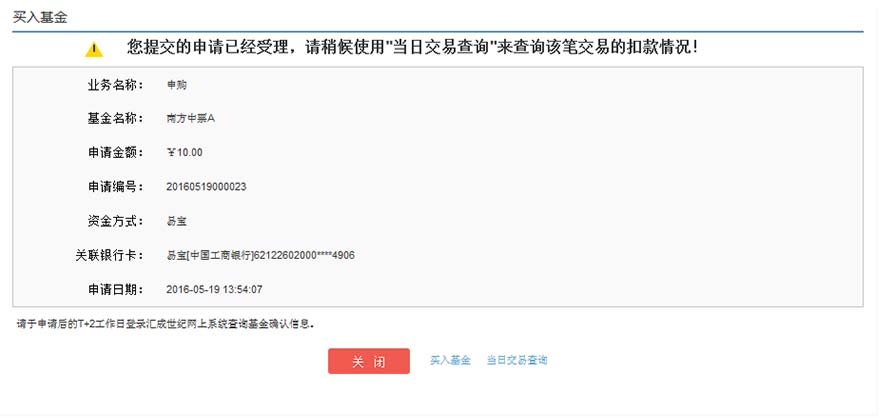 买入基金
您提交的申请已经受理，请稍候使用"当日交易查询"来查询该笔交易的扣款情况！
业务名称： 申购
基金名称： 南方中票A
申请金额： ￥10.00
申请编号： 20160519000023
资金方式： 易宝
关联银行卡： 易宝[中国工商银行]62122602000****4906
申请日期： 2016-05-19 13:54:07
请于申请后的T+2工作日登录汇成世纪网上系统查询基金确认信息。
关 闭 买入基金 当日交易查询